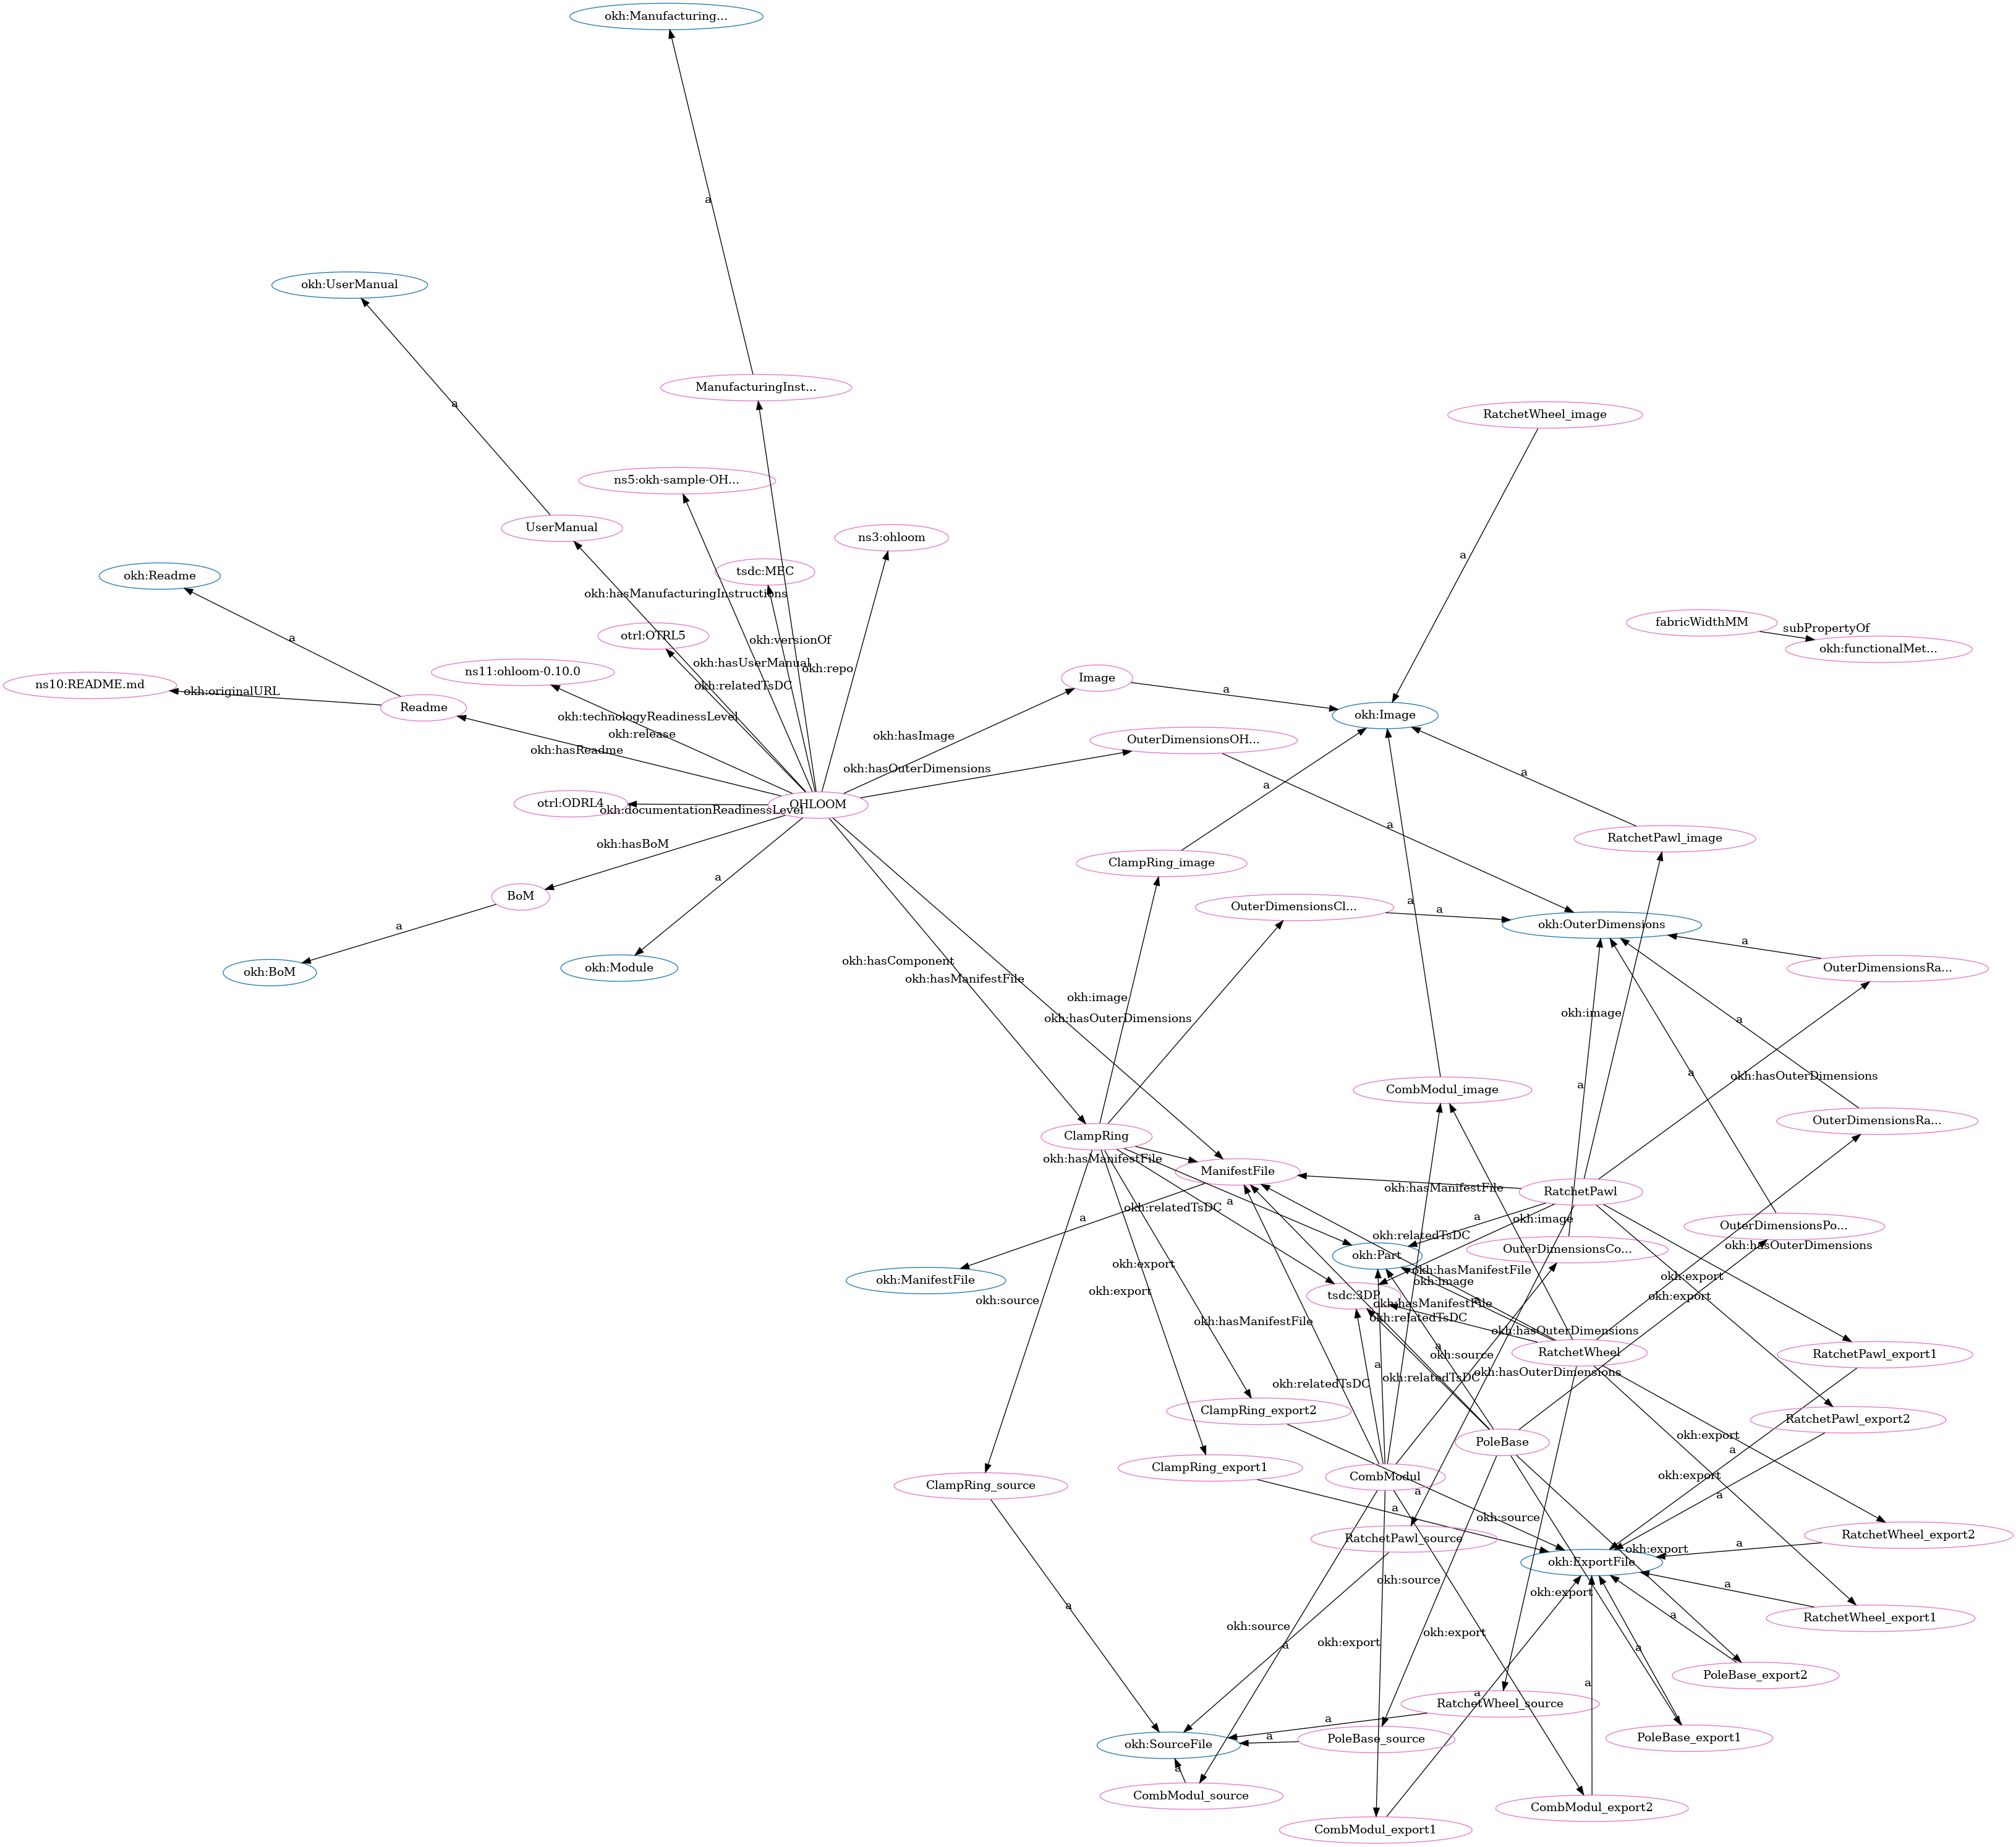 okh:Manufacturing...
a
okh:UserManual
ManufacturingInst...
a
RatchetWheel_image
ns5:okh-sample-OH...
UserManual
ns3:ohloom
a
tsdc:MEC
okh:Readme
okh:hasManufacturingInstructions
fabricWidthMM
subPropertyOf
okh:functionalMet...
otrl:OTRL5
a
okh:versionOf
okh:hasUserManual
okh:repo
ns11:ohloom-0.10.0
Image
ns10:README.md
okh:originalURL
okh:relatedTsDC
a
Readme
okh:technologyReadinessLevel
okh:Image
okh:release
okh:hasImage
OuterDimensionsOH...
okh:hasReadme
okh:hasOuterDimensions
a
a
otrl:ODRL4
OHLOOM
okh:documentationReadinessLevel
a
RatchetPawl_image
okh:hasBoM
ClampRing_image
a
BoM
a
OuterDimensionsCl...
a
a
okh:OuterDimensions
a
okh:BoM
okh:Module
okh:hasComponent
okh:hasManifestFile
OuterDimensionsRa...
okh:image
okh:image
okh:hasOuterDimensions
a
a
okh:hasOuterDimensions
a
CombModul_image
OuterDimensionsRa...
ClampRing
okh:hasManifestFile
ManifestFile
okh:hasManifestFile
RatchetPawl
a
okh:relatedTsDC
a
a
okh:image
OuterDimensionsPo...
okh:relatedTsDC
okh:Part
OuterDimensionsCo...
okh:hasOuterDimensions
okh:export
okh:hasManifestFile
okh:export
okh:ManifestFile
okh:image
okh:export
okh:source
okh:export
tsdc:3DP
a
okh:hasManifestFile
okh:relatedTsDC
okh:hasManifestFile
okh:hasOuterDimensions
a
RatchetWheel
okh:source
RatchetPawl_export1
a
okh:hasOuterDimensions
okh:relatedTsDC
okh:relatedTsDC
ClampRing_export2
RatchetPawl_export2
PoleBase
okh:export
a
ClampRing_export1
CombModul
okh:export
ClampRing_source
a
a
a
okh:source
RatchetPawl_source
RatchetWheel_export2
a
okh:export
okh:ExportFile
okh:source
a
okh:export
a
a
RatchetWheel_export1
okh:source
okh:export
okh:export
a
a
a
PoleBase_export2
a
a
RatchetWheel_source
a
a
PoleBase_source
PoleBase_export1
okh:SourceFile
a
CombModul_source
CombModul_export2
CombModul_export1